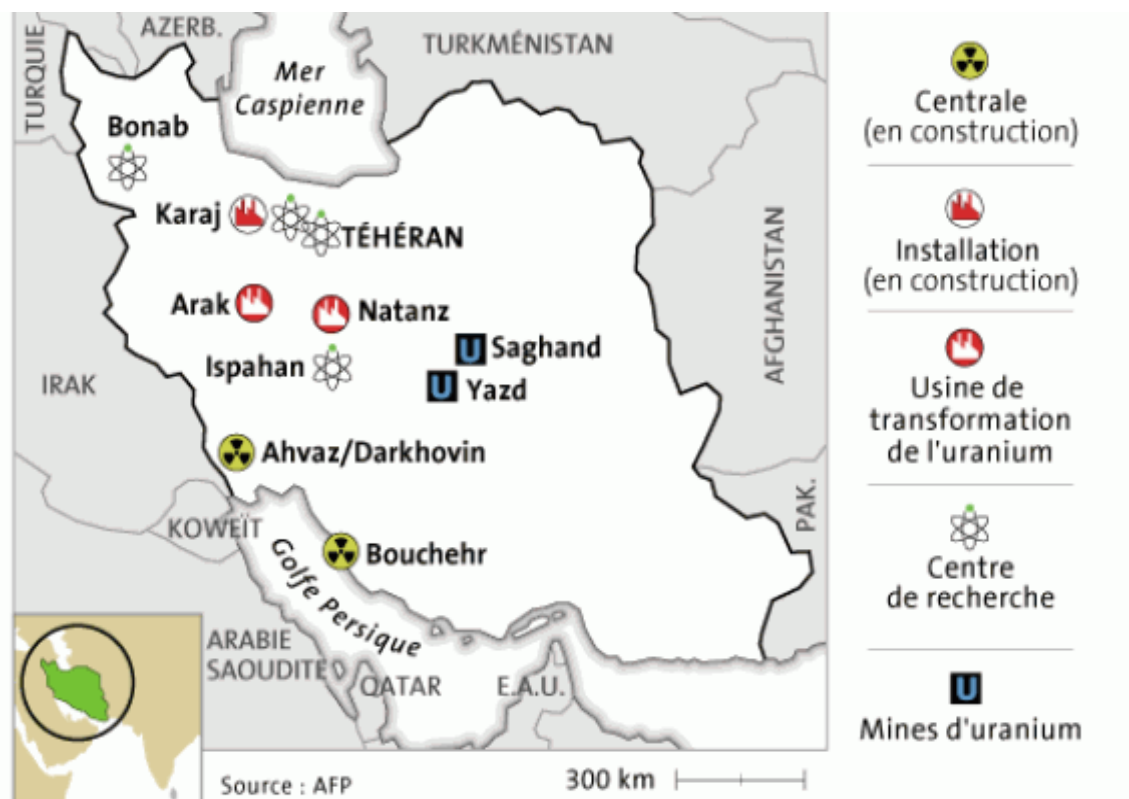 TURQUIE
AZERB.
TURKMÉNISTAN
Mer
Caspienne
Bonab
Karaj
TÉHÉRAN
Arak
Natanz
Saghand
Ispahan
Yazd
IRAK
AFGHANISTAN
Ahvaz/Darkhovin
PAK.
KOWEÏT
Bouchehr
Golfe Persique
ARABIE
SAOUDITE
QATAR
E.A.U.
Source : AFP
300 km
Centrale
(en construction)
Installation
(en construction)
Usine de
transformation
de l'uranium
Centre
de recherche
U
Mines d'uranium
U
U